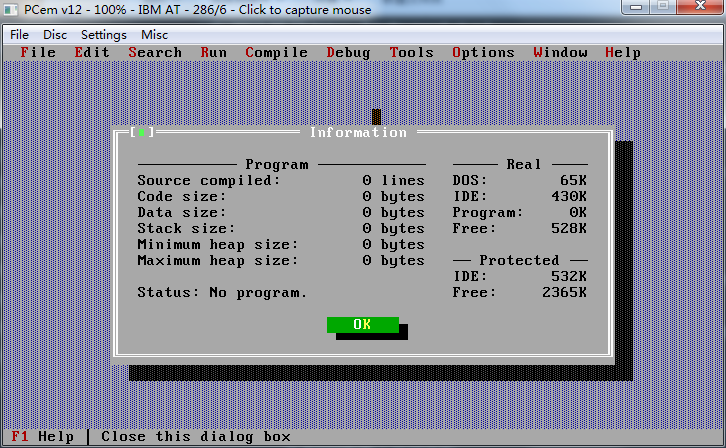 PCem v12 - 100% - IBM AT - 286/6 - Click to capture mouse
File Disc Settings Misc
File Edit Search Run Compile Debug Tools Options Window Help
Information
Program Real
Source compiled: 0 lines DOS: 65K
Code size: 0 bytes IDE: 430K
Data size: 0 bytes Program: 0K
Stack size: 0 bytes Free: 528K
Minimum heap size: 0 bytes
Maximum heap size: 0 bytes Protected
IDE: 532K
Status: No program. Free: 2365K
OK
F1 Help | Close this dialog box